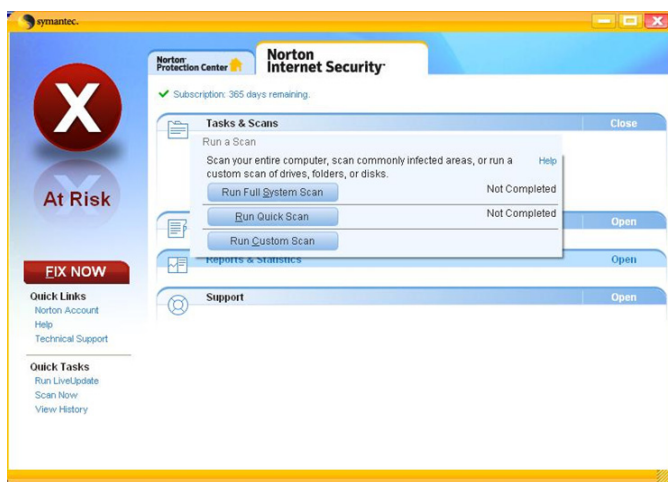 symantec.
Norton
Protection Center
Norton
Internet Security
Subscription: 365 days remaining.
X
At Risk
FIX NOW
Quick Links
Norton Account
Help
Technical Support
Quick Tasks
Run LiveUpdate
Scan Now
View History
Tasks & Scans
Close
Run a Scan
Scan your entire computer, scan commonly infected areas, or run a
custom scan of drives, folders, or disks.
Help
Run Full System Scan
Not Completed
Run Quick Scan
Not Completed
Run Custom Scan
Open
Reports & Statistics
Open
Support
Open